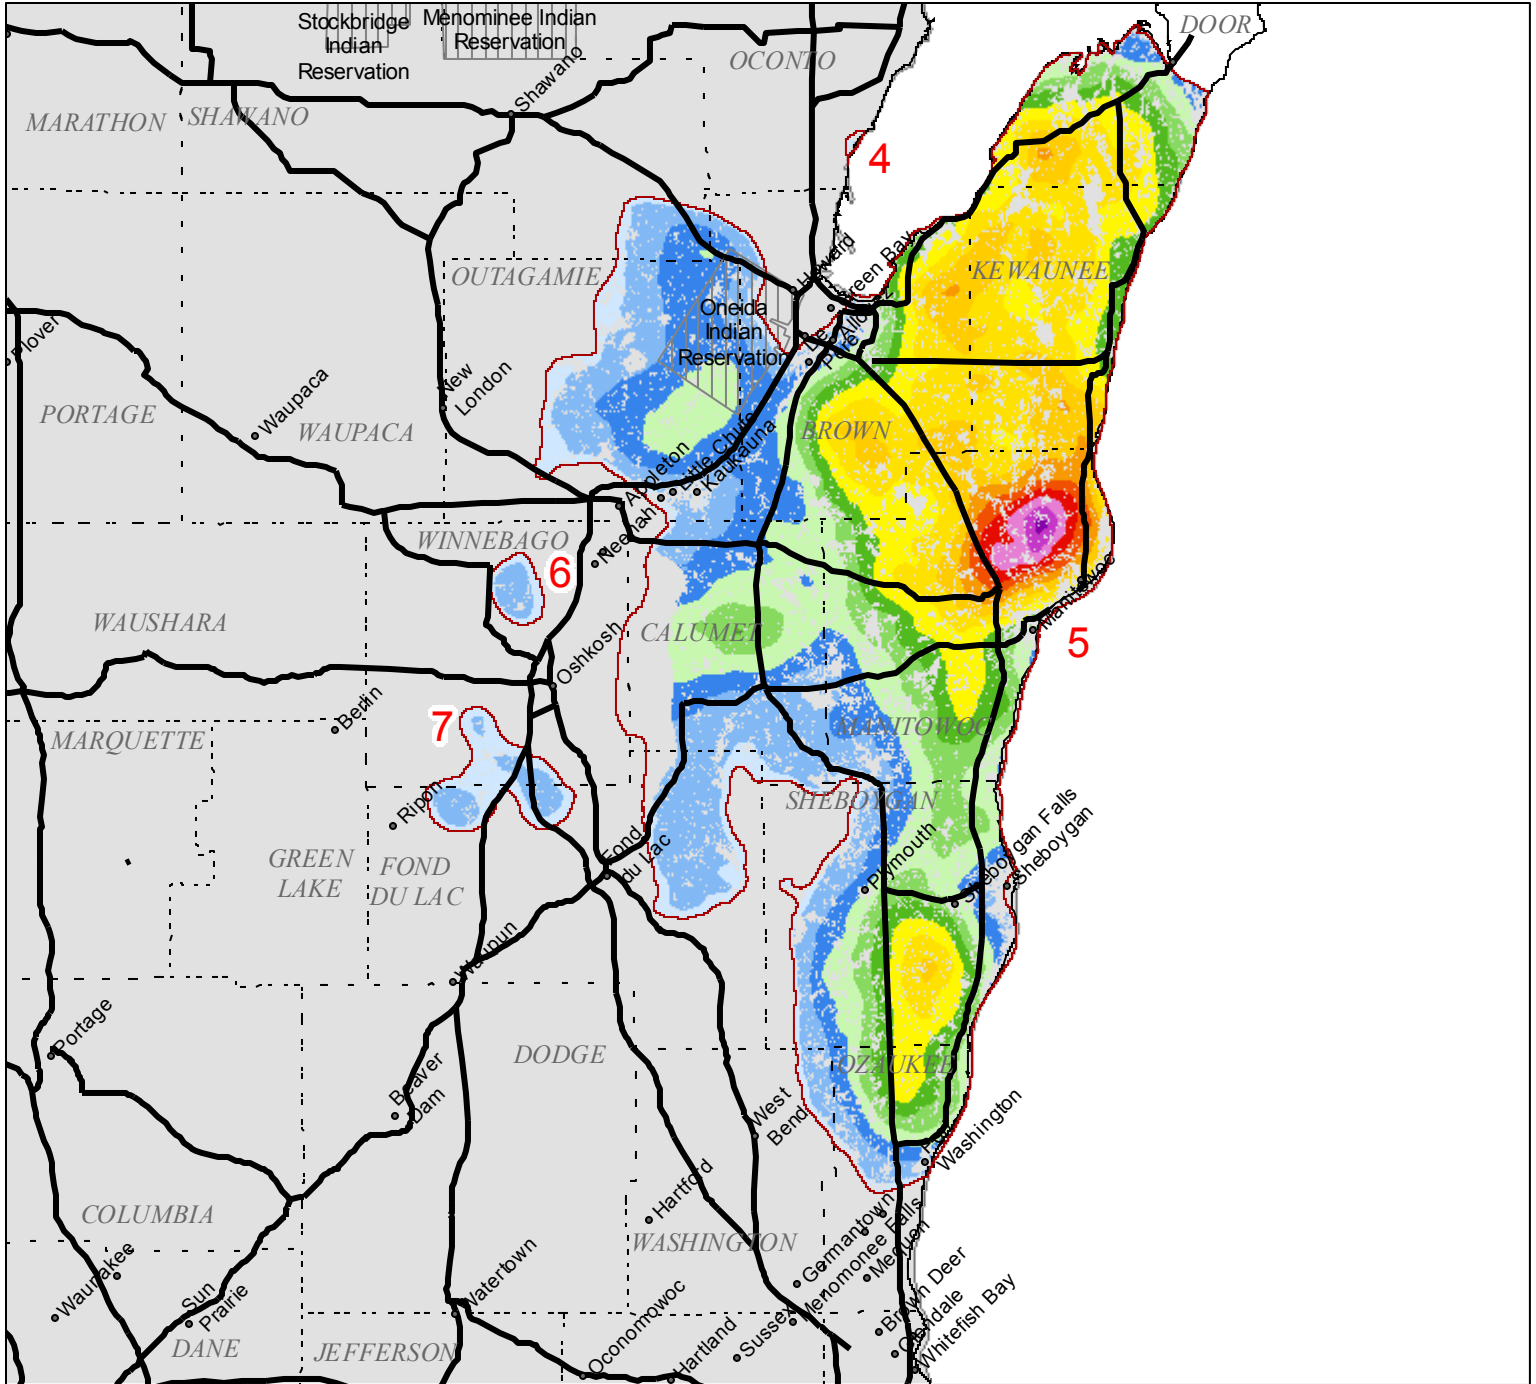 Stockbridge
Indian
Reservation
Menominee Indian
Reservation
DOOR
OCONTO
Shawano
MARATHON
SHAWANO
4
OUTAGAMIE
KEWAUNEE
Howard
Green Bay
Oneida
Indian
Reservation
Allouez
De
Pere
Plover
New
London
Waupaca
PORTAGE
WAUPACA
BROWN
Appleton
Little Chute
Kaukauna
Neenah
WINNEBAGO
6
Manitowoc
WAUSHARA
CALUMET
5
Oshkosh
Berlin
7
MARQUETTE
MANITOWOC
Ripon
SHEBOYGAN
Plymouth
Sheboygan Falls
Sheboygan
GREEN
LAKE
FOND
DU LAC
Fond
du Lac
Waupun
Portage
DODGE
OZAUKEE
Beaver
Dam
West
Bend
Port
Washington
Hartford
COLUMBIA
WASHINGTON
Germantown
Menomonee Falls
Mequon
Waunakee
Sun
Prairie
Watertown
Oconomowoc
Hartland
Sussex
Brown Deer
Glendale
Whitefish Bay
DANE
JEFFERSON